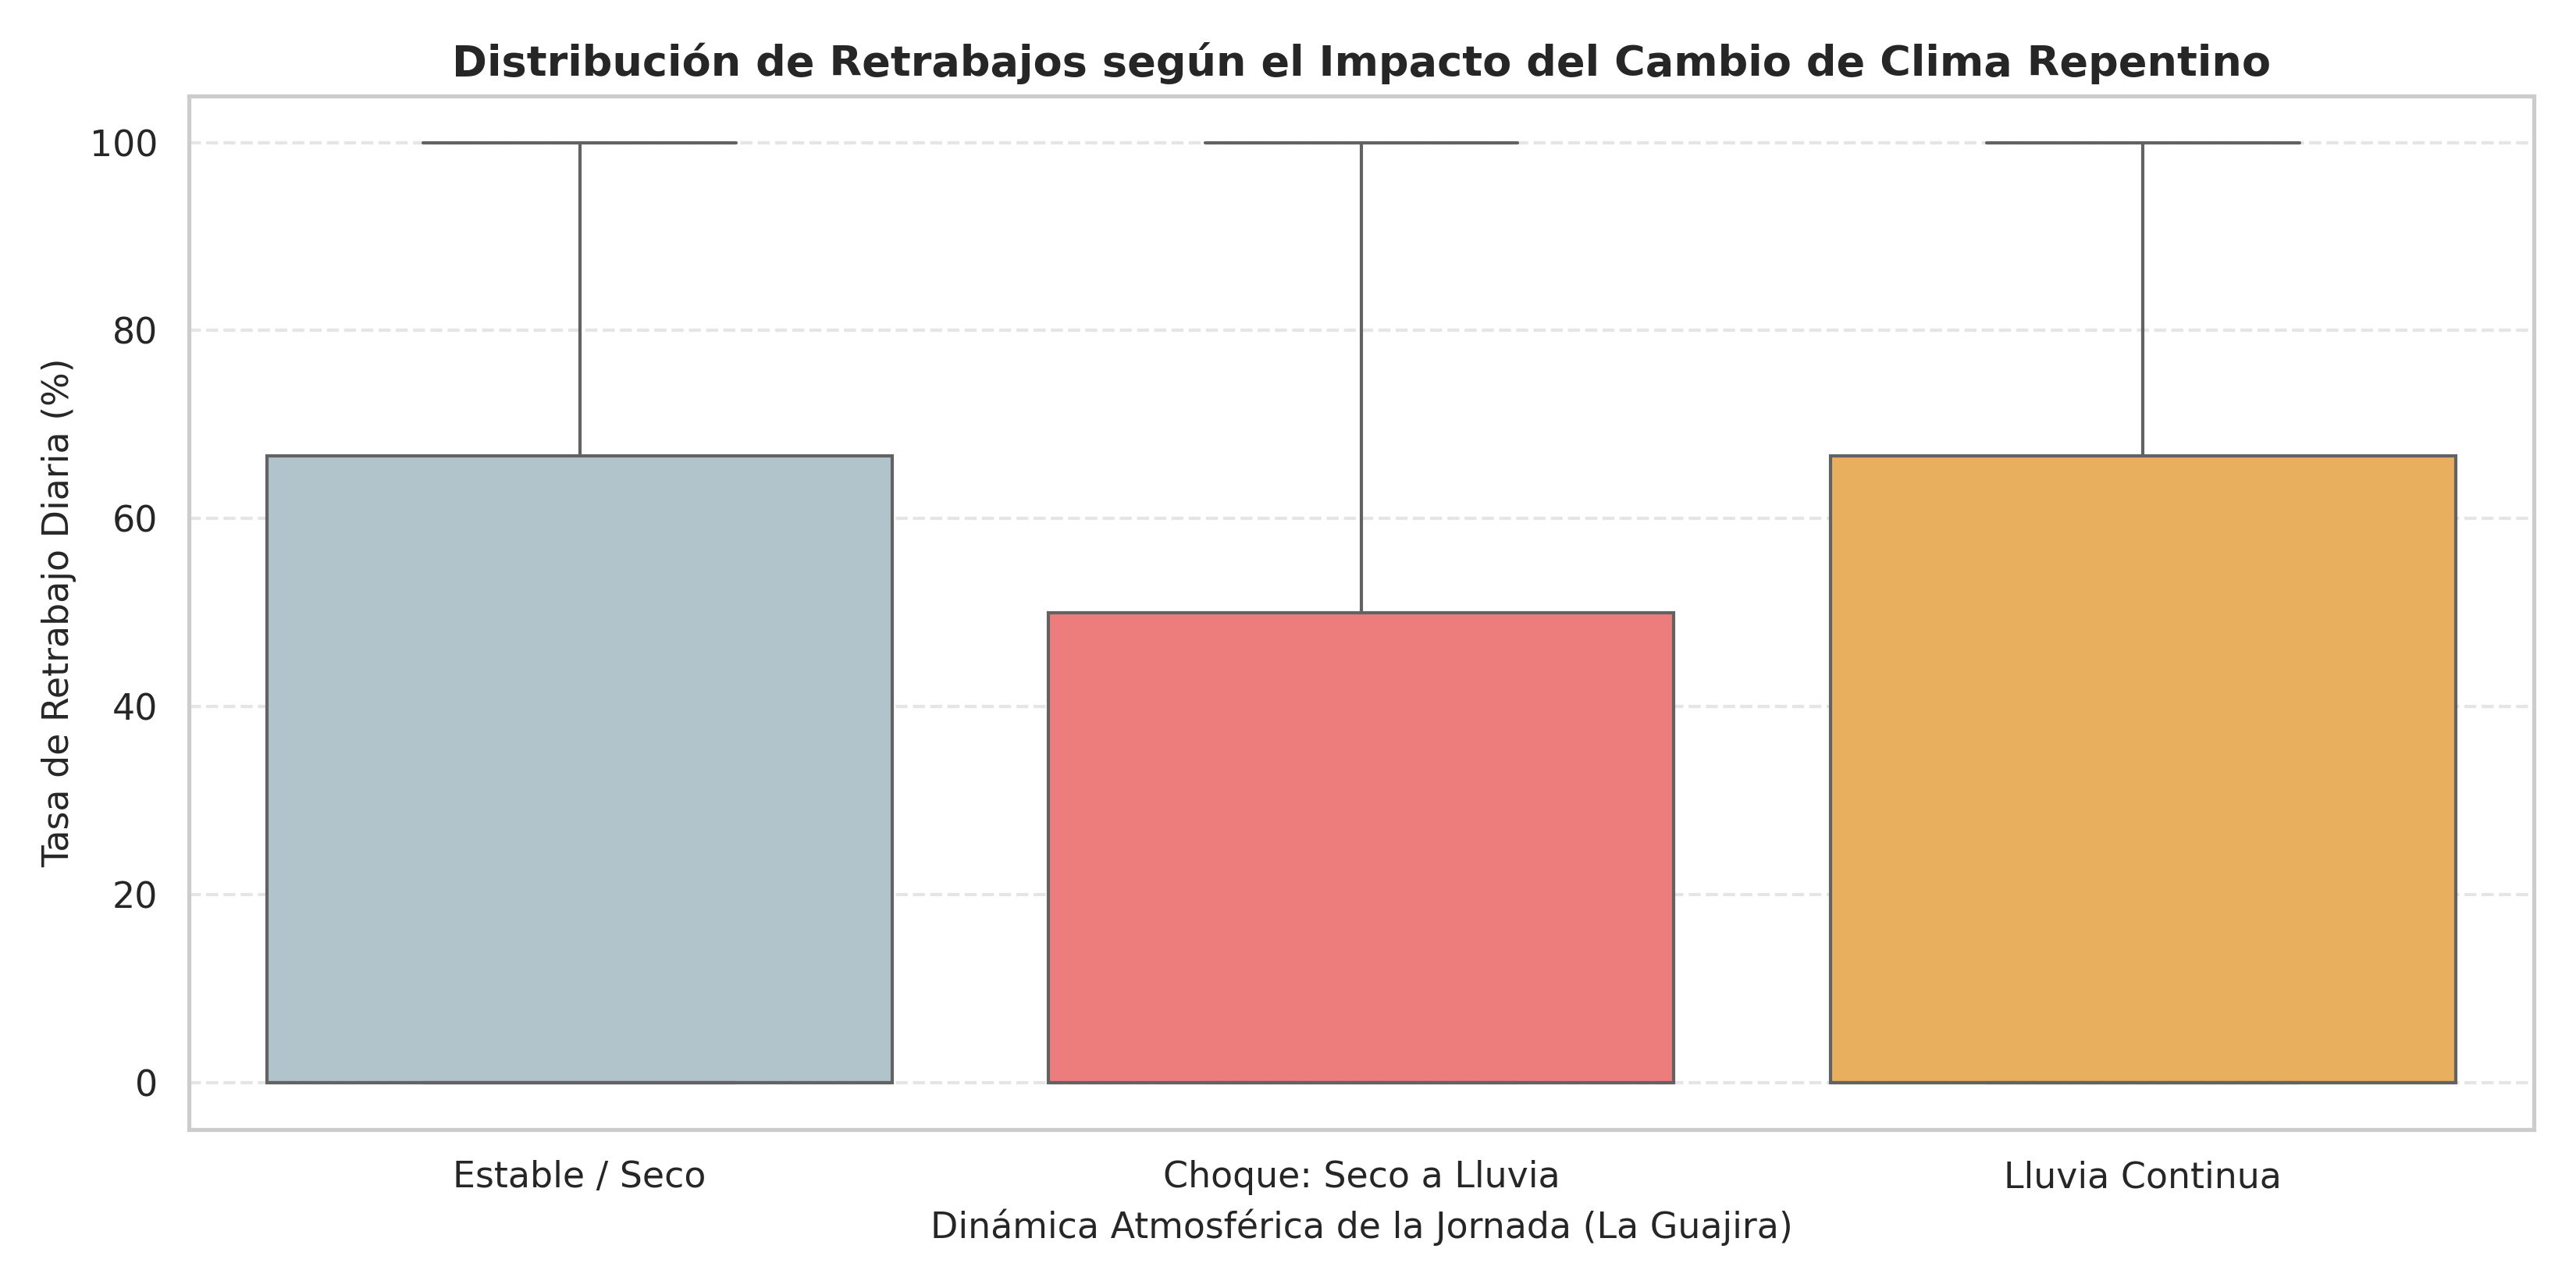 Distribución de Retrabajos según el Impacto del Cambio de Clima Repentino
Tasa de Retrabajo Diaria (%)
100
80
60
40
20
0
Estable / Seco
Choque: Seco a Lluvia
Lluvia Continua
Dinámica Atmosférica de la Jornada (La Guajira)